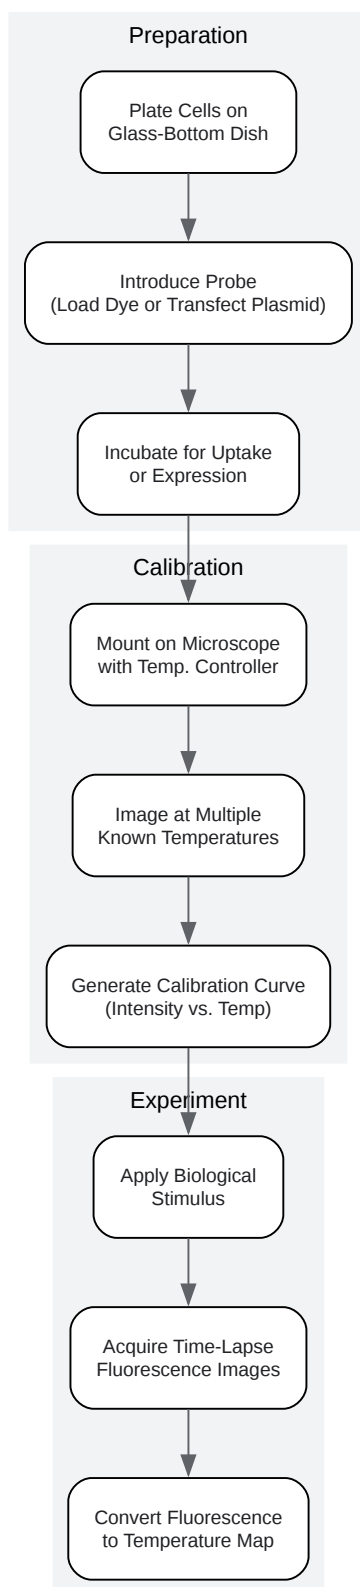 Preparation
Plate Cells on
Glass-Bottom Dish
Introduce Probe
(Load Dye or Transfect Plasmid)
Incubate for Uptake
or Expression
Calibration
Mount on Microscope
with Temp. Controller
Image at Multiple
Known Temperatures
Generate Calibration Curve
(Intensity vs. Temp)
Experiment
Apply Biological
Stimulus
Acquire Time-Lapse
Fluorescence Images
Convert Fluorescence
to Temperature Map